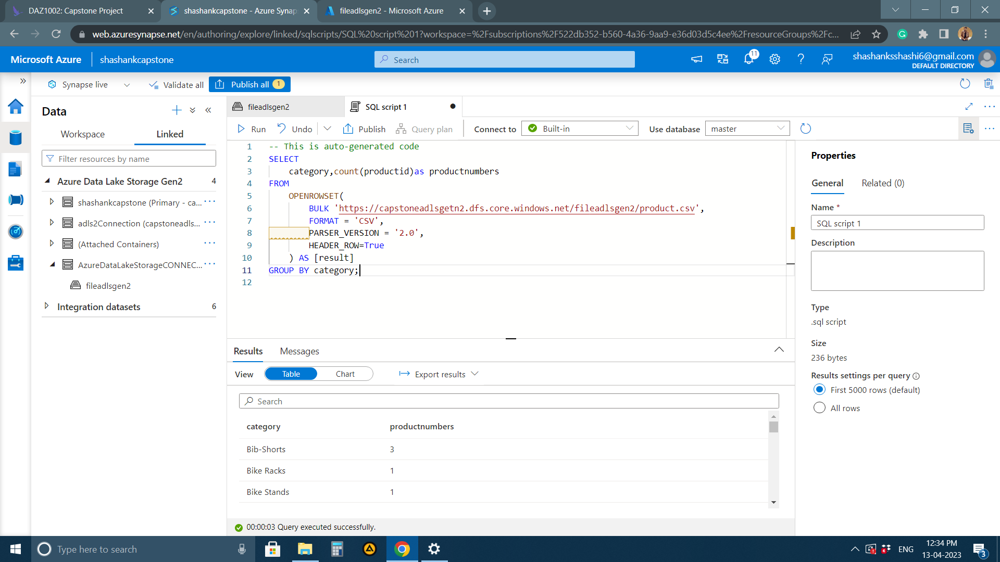 DAZ1002: Capstone Project
shashankcapstone - Azure Synap
fileadlsgen2 - Microsoft Azure
web.azuresynapse.net/en/authoring/explore/linked/sqlscripts/SQL%20script%201?workspace=%2Fsubscriptions%2F522db352-b560-4a36-9aa9-e36d03d5c4ee%2FresourceGroups%2Fc...
Microsoft Azure
shashankcapstone
Search
11
shashanksshashi6@gmail.com
DEFAULT DIRECTORY
Synapse live
Validate all
Publish all 1
Data
Workspace
Linked
Filter resources by name
Azure Data Lake Storage Gen2 4
shashankcapstone (Primary - ca...
adls2Connection (capstoneadls...
(Attached Containers)
AzureDataLakeStorageCONNEC...
fileadlsgen2
Integration datasets 6
fileadlsgen2
SQL script 1
Run
Undo
Publish
Query plan
Connect to
Built-in
Use database
master
1 -- This is auto-generated code
2 SELECT
3 category,count(productid)as productnumbers
4 FROM
5 OPENROWSET(
6 BULK 'https://capstoneadlsgetn2.dfs.core.windows.net/fileadlsgen2/product.csv',
7 FORMAT = 'CSV',
8 PARSER_VERSION = '2.0',
9 HEADER_ROW=True
10 ) AS [result]
11 GROUP BY category;
12
Results
Messages
View
Table
Chart
Export results
Search
category productnumbers
Bib-Shorts 3
Bike Racks 1
Bike Stands 1
00:00:03 Query executed successfully.
Properties
General
Related (0)
Name *
SQL script 1
Description
Type
.sql script
Size
236 bytes
Results settings per query
First 5000 rows (default)
All rows
Type here to search
ENG
12:34 PM
13-04-2023
3